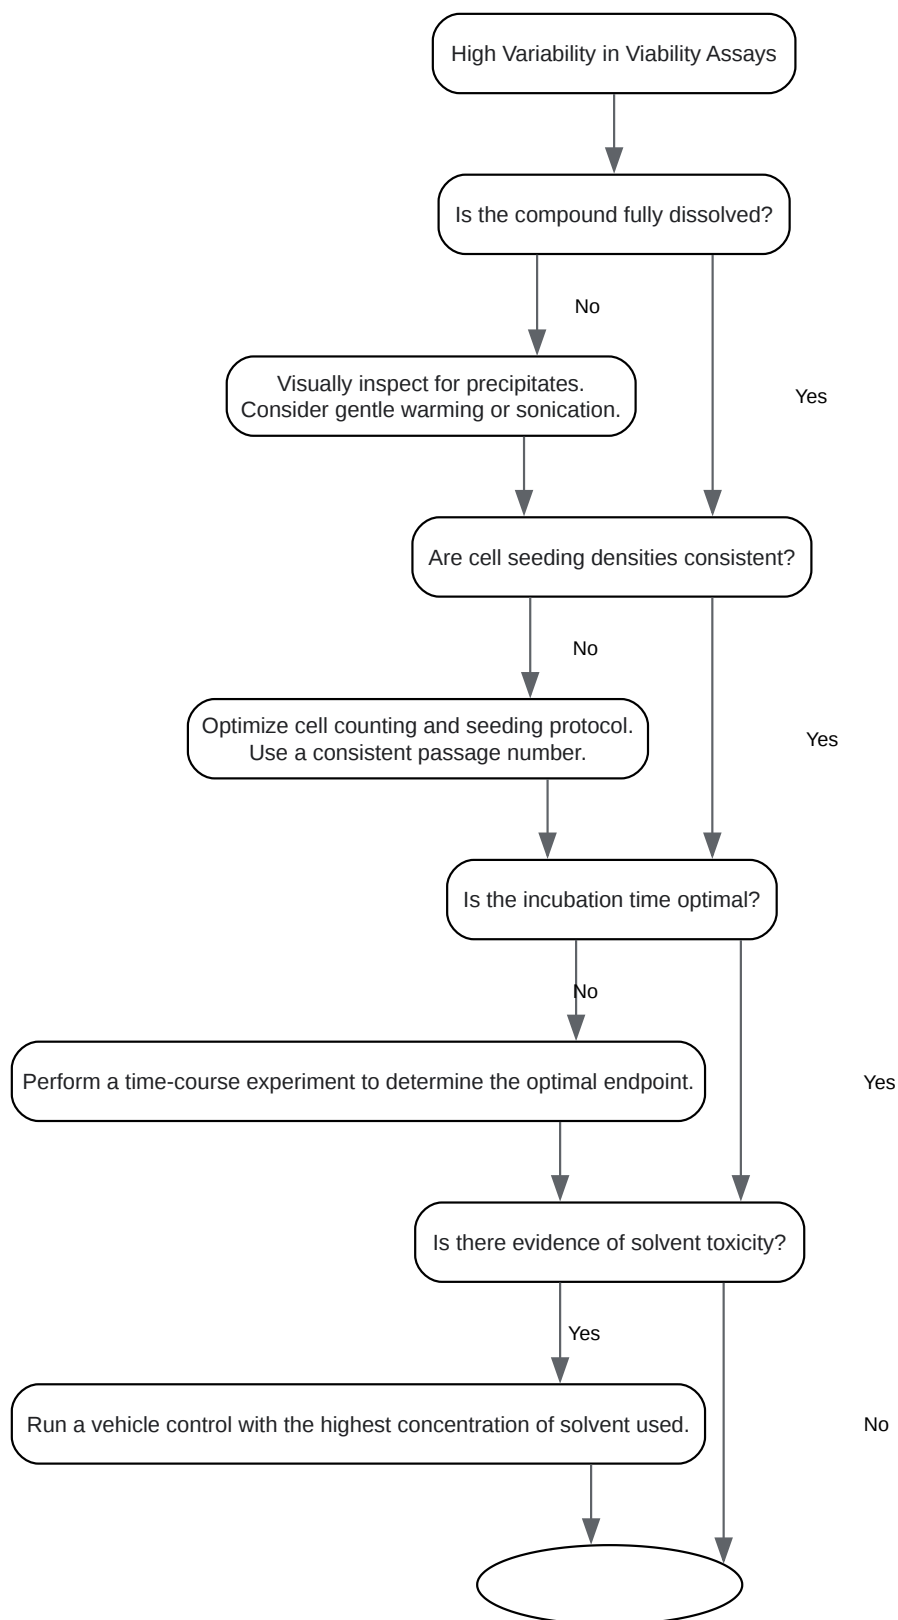 High Variability in Viability Assays
Is the compound fully dissolved?
No
Visually inspect for precipitates.
Consider gentle warming or sonication.
Yes
Are cell seeding densities consistent?
No
Optimize cell counting and seeding protocol.
Use a consistent passage number.
Yes
Is the incubation time optimal?
No
Perform a time-course experiment to determine the optimal endpoint.
Yes
Is there evidence of solvent toxicity?
Yes
Run a vehicle control with the highest concentration of solvent used.
No